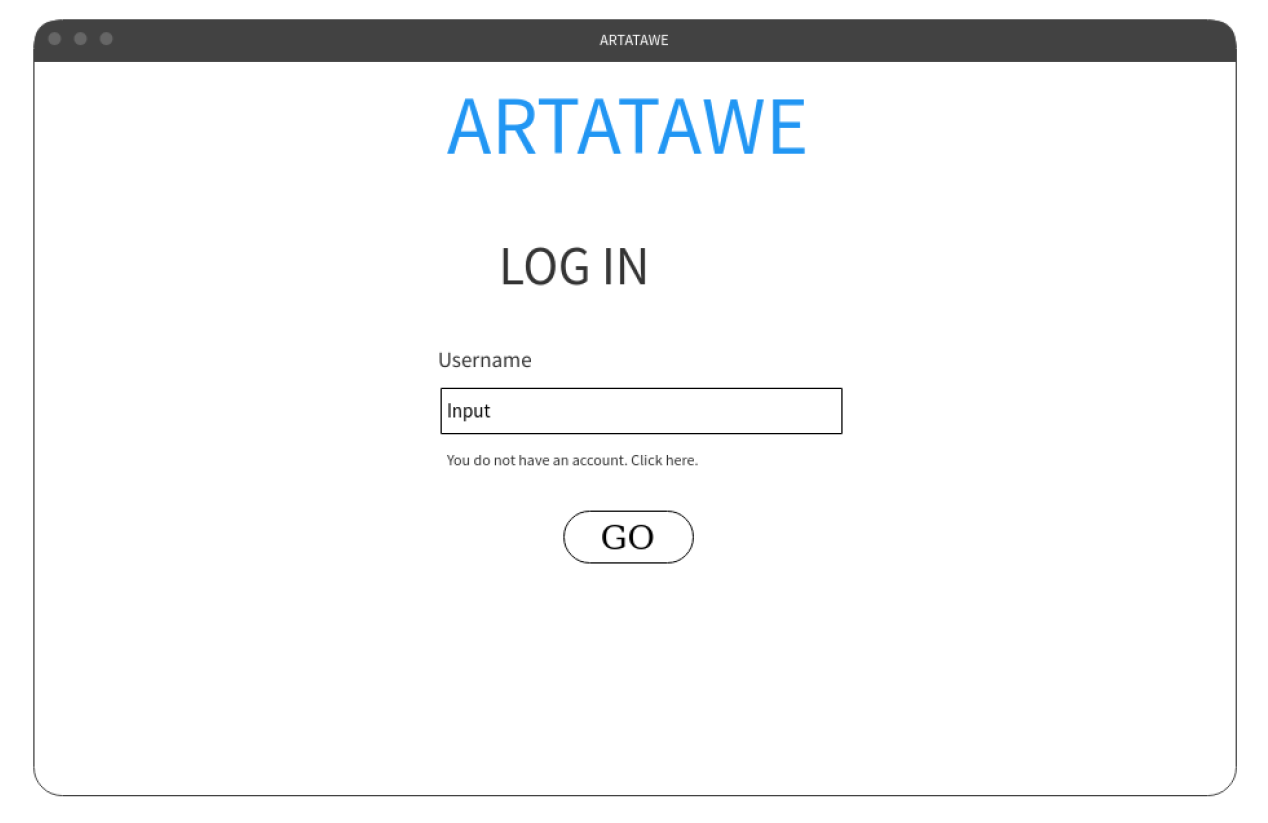 ARTATAWE
ARTATAWE
LOG IN
Username
Input
You do not have an account. Click here.
GO